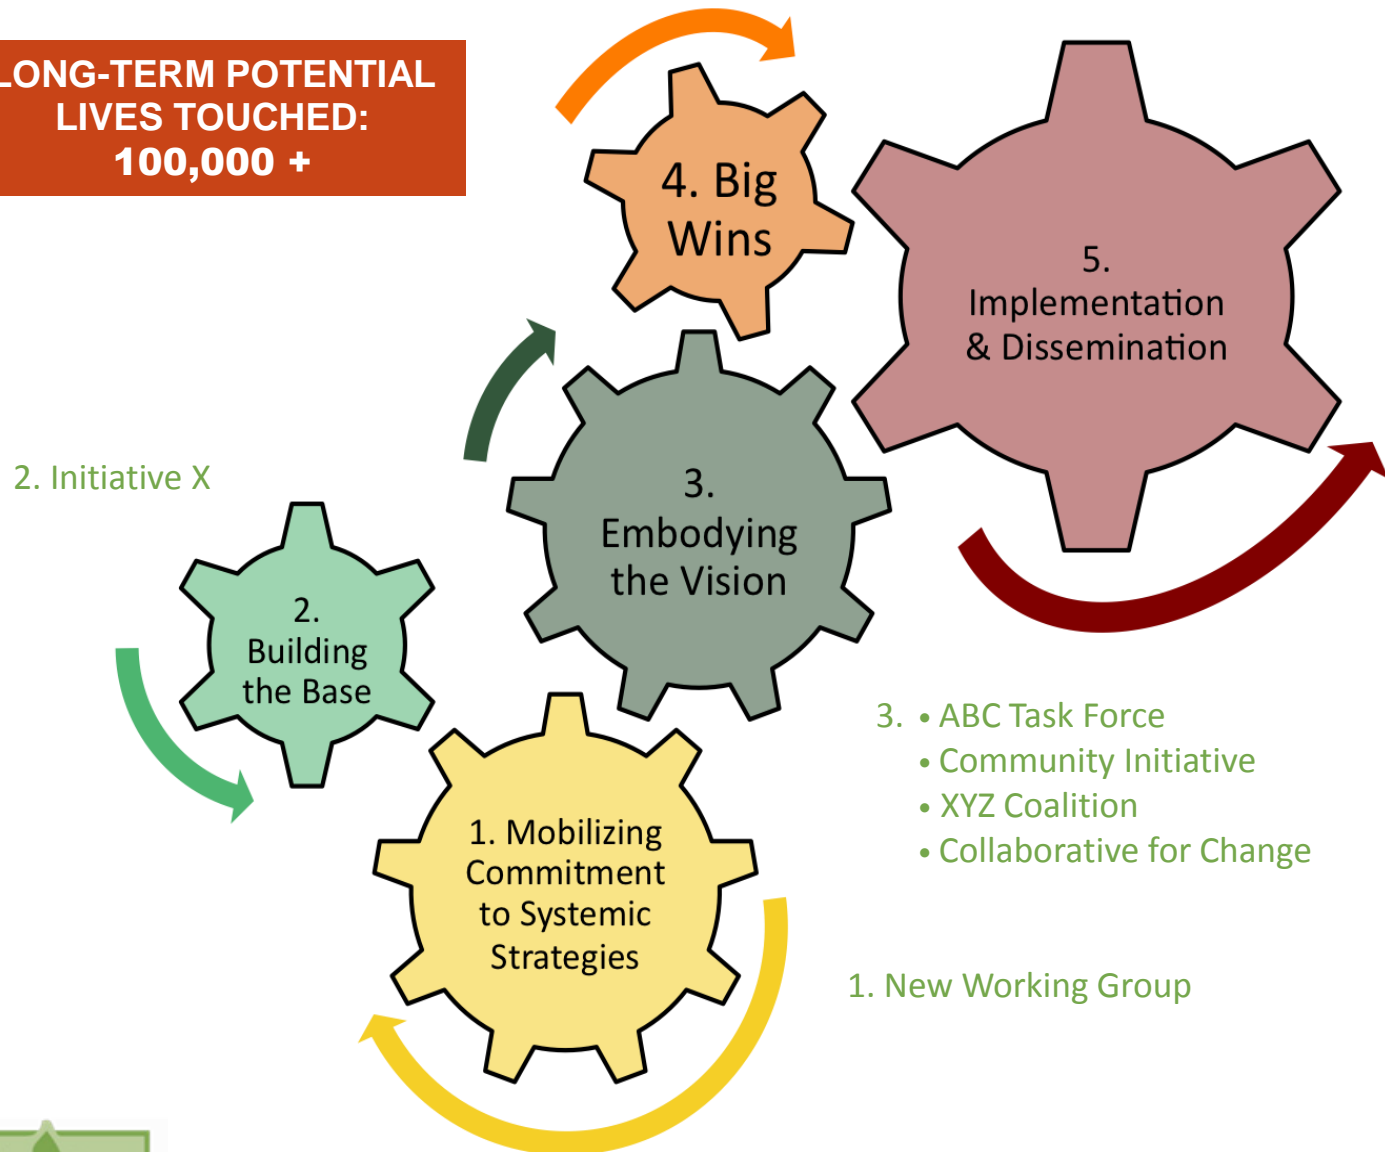 LONG-TERM POTENTIAL
LIVES TOUCHED:
100,000 +
4. Big
Wins
5.
Implementation
& Dissemination
3.
Embodying
the Vision
2. Initiative X
2.
Building
the Base
3. • ABC Task Force
• Community Initiative
• XYZ Coalition
• Collaborative for Change
1. Mobilizing
Commitment
to Systemic
Strategies
1. New Working Group